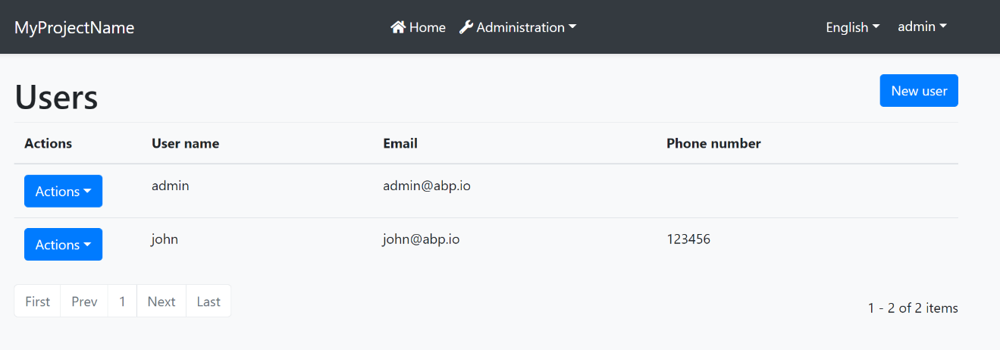 MyProjectName Home Administration English admin
Users New user
Actions User name Email Phone number
Actions admin admin@abp.io
Actions john john@abp.io 123456
First Prev 1 Next Last
1 - 2 of 2 items